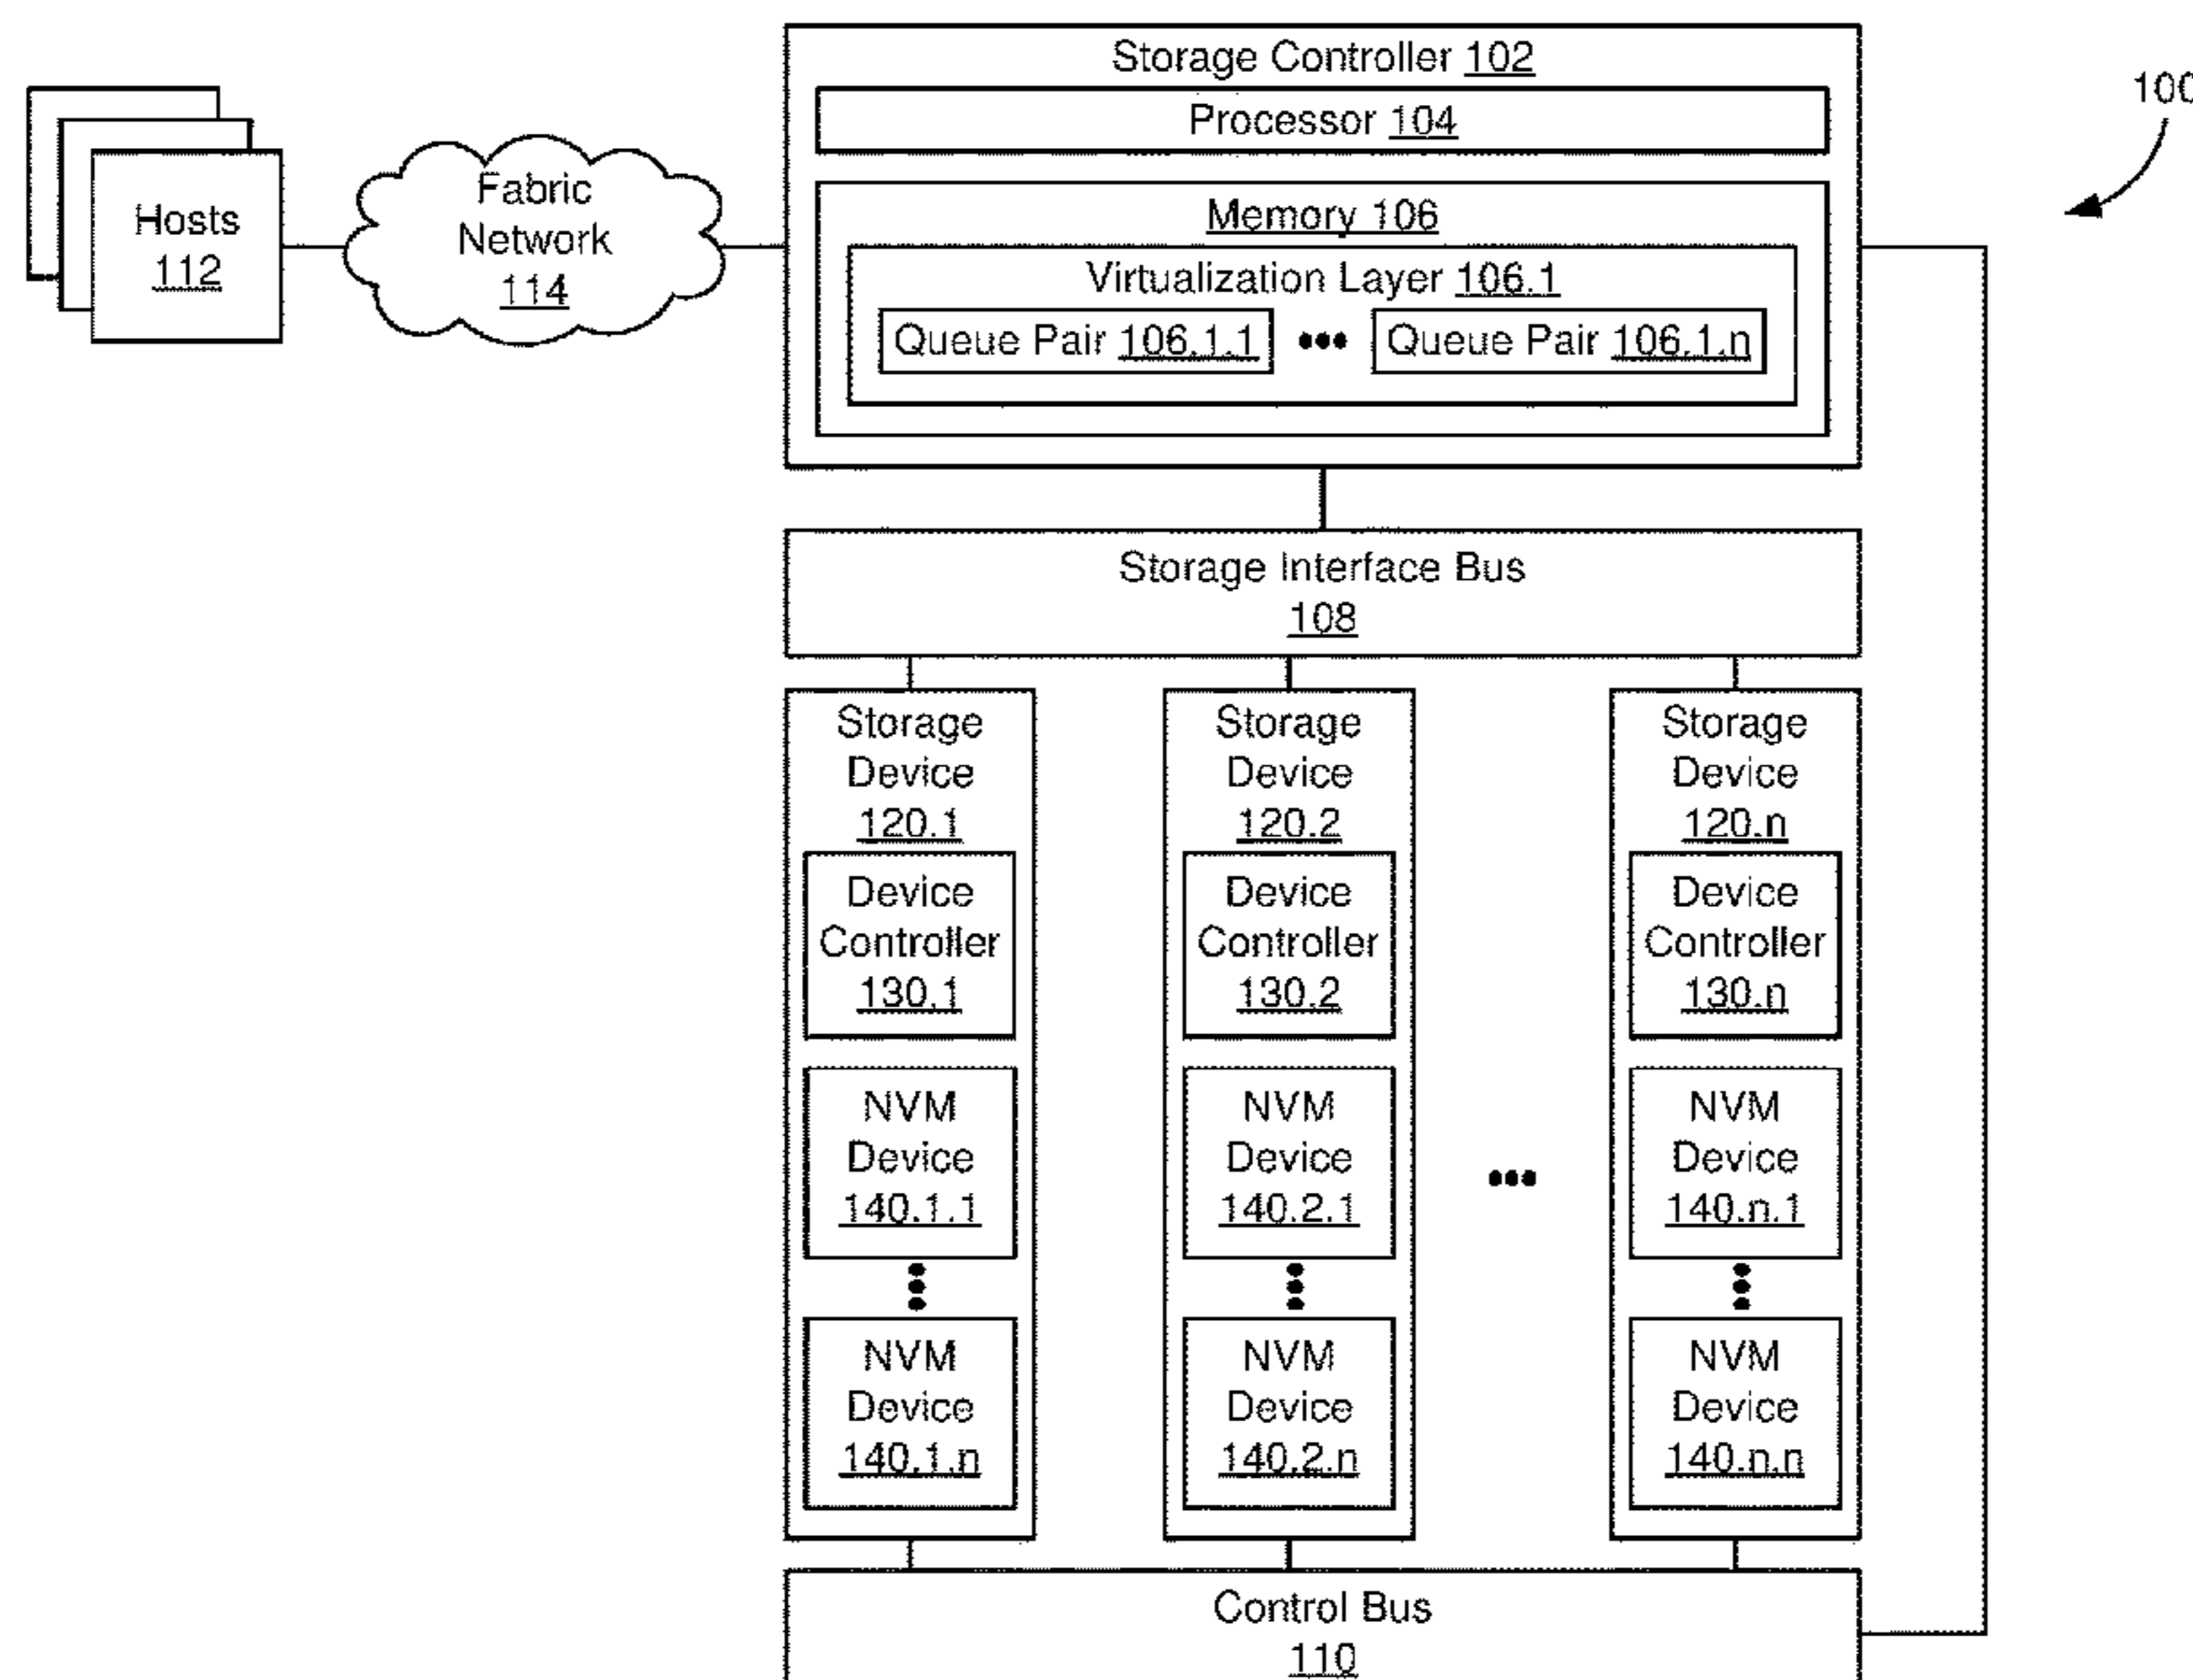 Storage Controller 102
100
Processor 104
Hosts
112
Fabric
Network
114
Memory 106
Virtualization Layer 106.1
Queue Pair 106.1.1 ••• Queue Pair 106.1.n
Storage Interface Bus
108
Storage
Device
120.1
Device
Controller
130.1
NVM
Device
140.1.1
NVM
Device
140.1.n
Storage
Device
120.2
Device
Controller
130.2
NVM
Device
140.2.1
NVM
Device
140.2.n
Storage
Device
120.n
Device
Controller
130.n
NVM
Device
140.n.1
NVM
Device
140.n.n
Control Bus
110